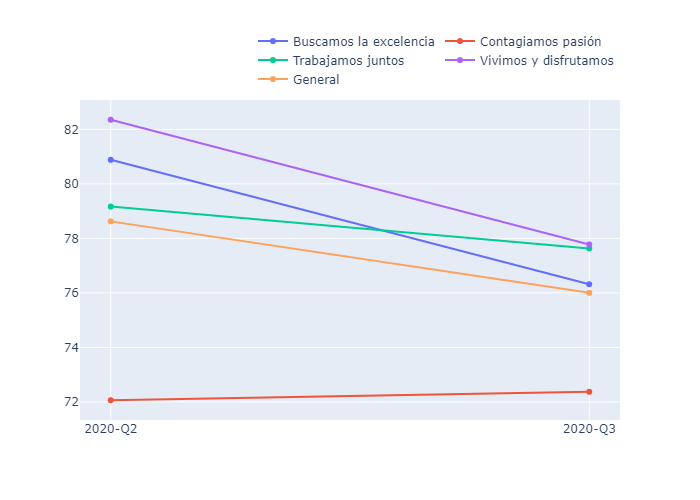 Buscamos la excelencia Contagiamos pasión
Trabajamos juntos Vivimos y disfrutamos
General
82
80
78
76
74
72
2020-Q2 2020-Q3